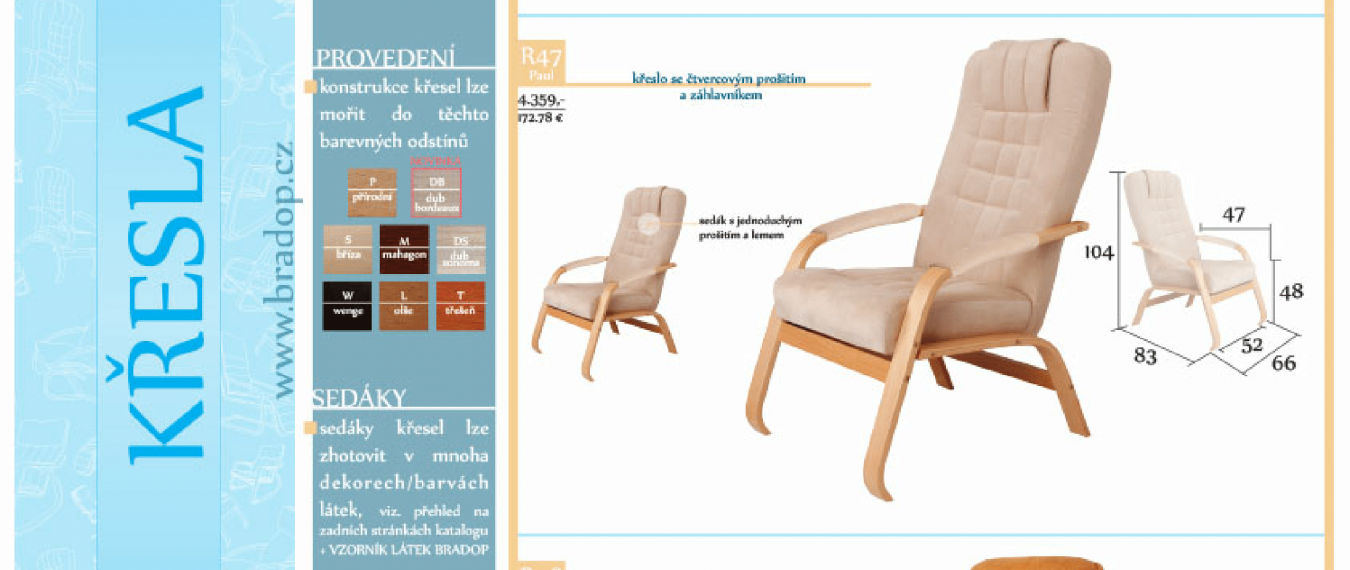 KŘESLA
www.bradop.cz
PROVEDENÍ
konstrukce křesel lze
mořit do těchto
barevných odstínů
P
přírodní
DB
dub
bordeaux
S
bříza
M
mahagon
DS
dub
sonoma
W
wenge
L
olše
T
třešeň
SEDÁKY
sedáky křesel lze
zhotovit v mnoha
dekorech/barvách
látek, viz. přehled na
zadních stránkách katalogu
+ VZORNÍK LÁTEK BRADOP
R47
Paul
4.359,-
172.78 €
křeslo se čtvercovým prošitím
a záhlavníkem
sedák s jednoduchým
prošitím a lemem
104
47
48
83
52
66